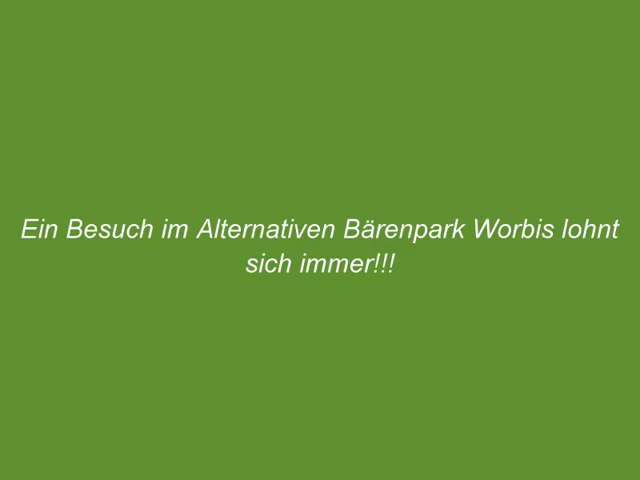 Ein Besuch im Alternativen Bärenpark Worbis lohnt
sich immer!!!